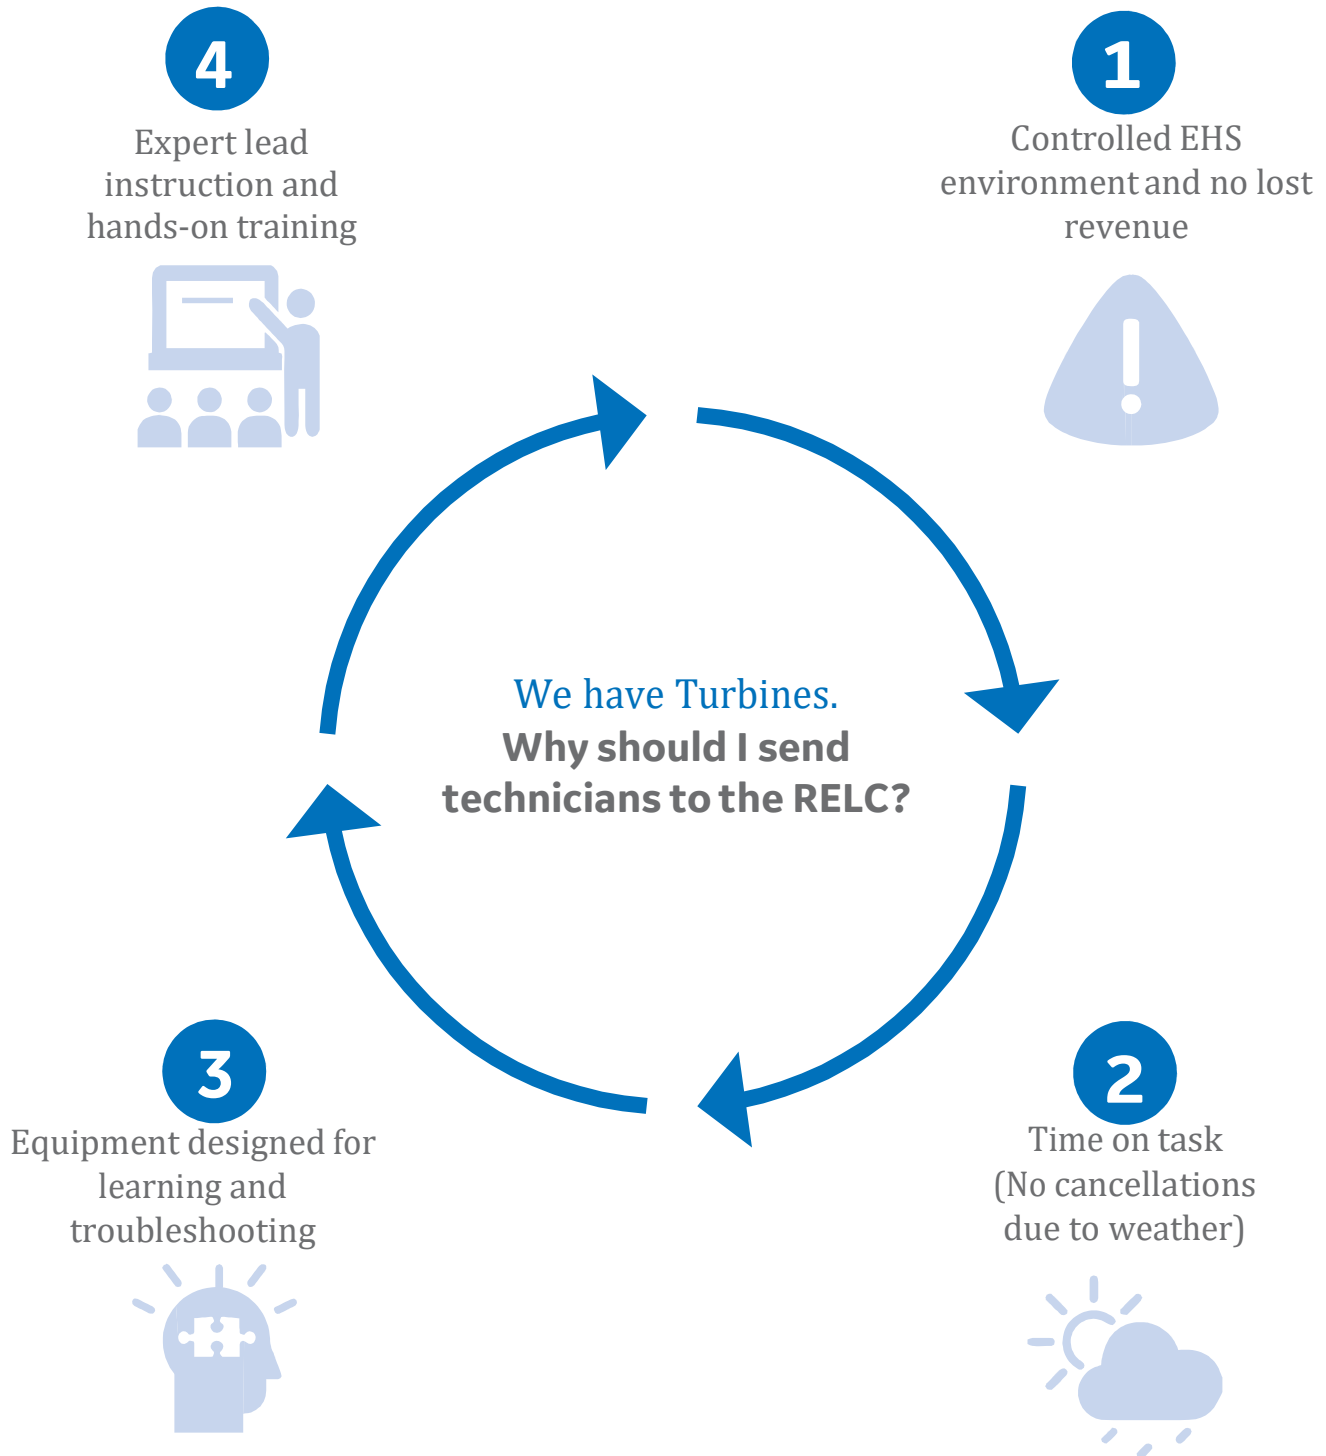 4
Expert lead
instruction and
hands-on training
1
Controlled EHS
environment and no lost
revenue
We have Turbines.
Why should I send
technicians to the RELC?
3
Equipment designed for
learning and
troubleshooting
2
Time on task
(No cancellations
due to weather)